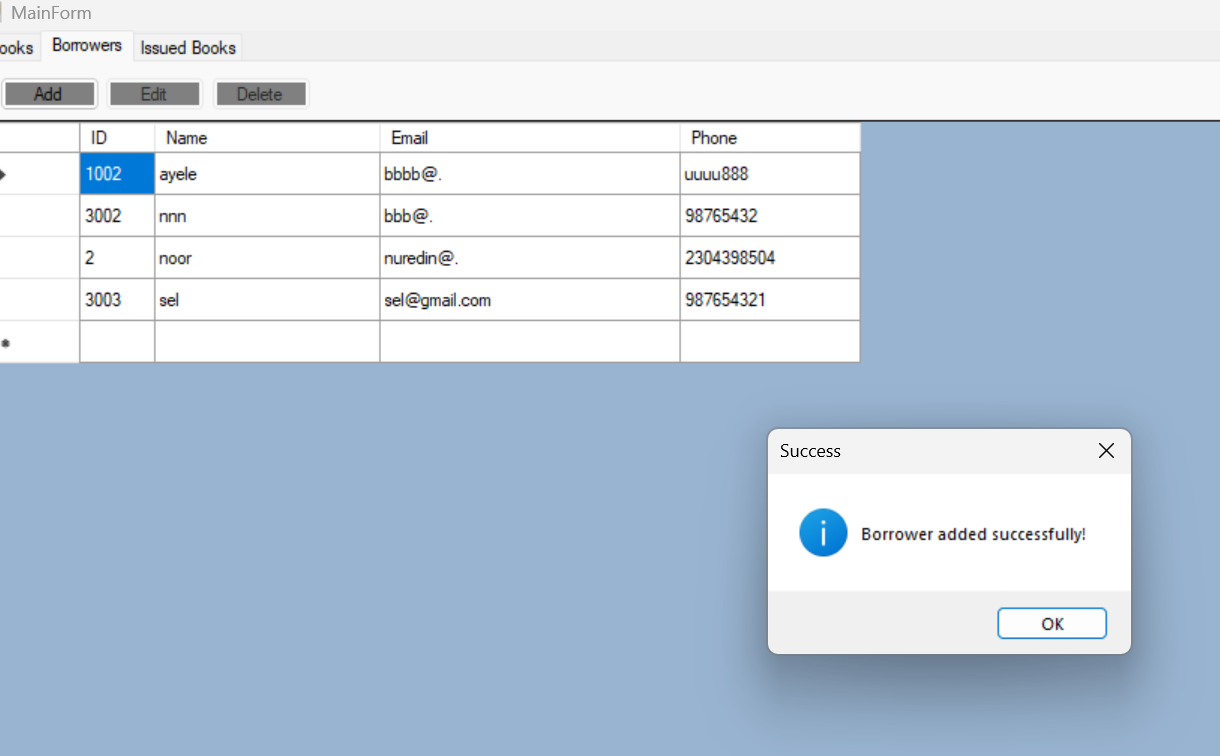 MainForm
ooks Borrowers Issued Books
Add Edit Delete
ID Name Email Phone
1002 ayele bbbb@. uuuu888
3002 nnn bbb@. 98765432
2 noor nuredin@. 2304398504
3003 sel sel@gmail.com 987654321
Success
Borrower added successfully!
OK